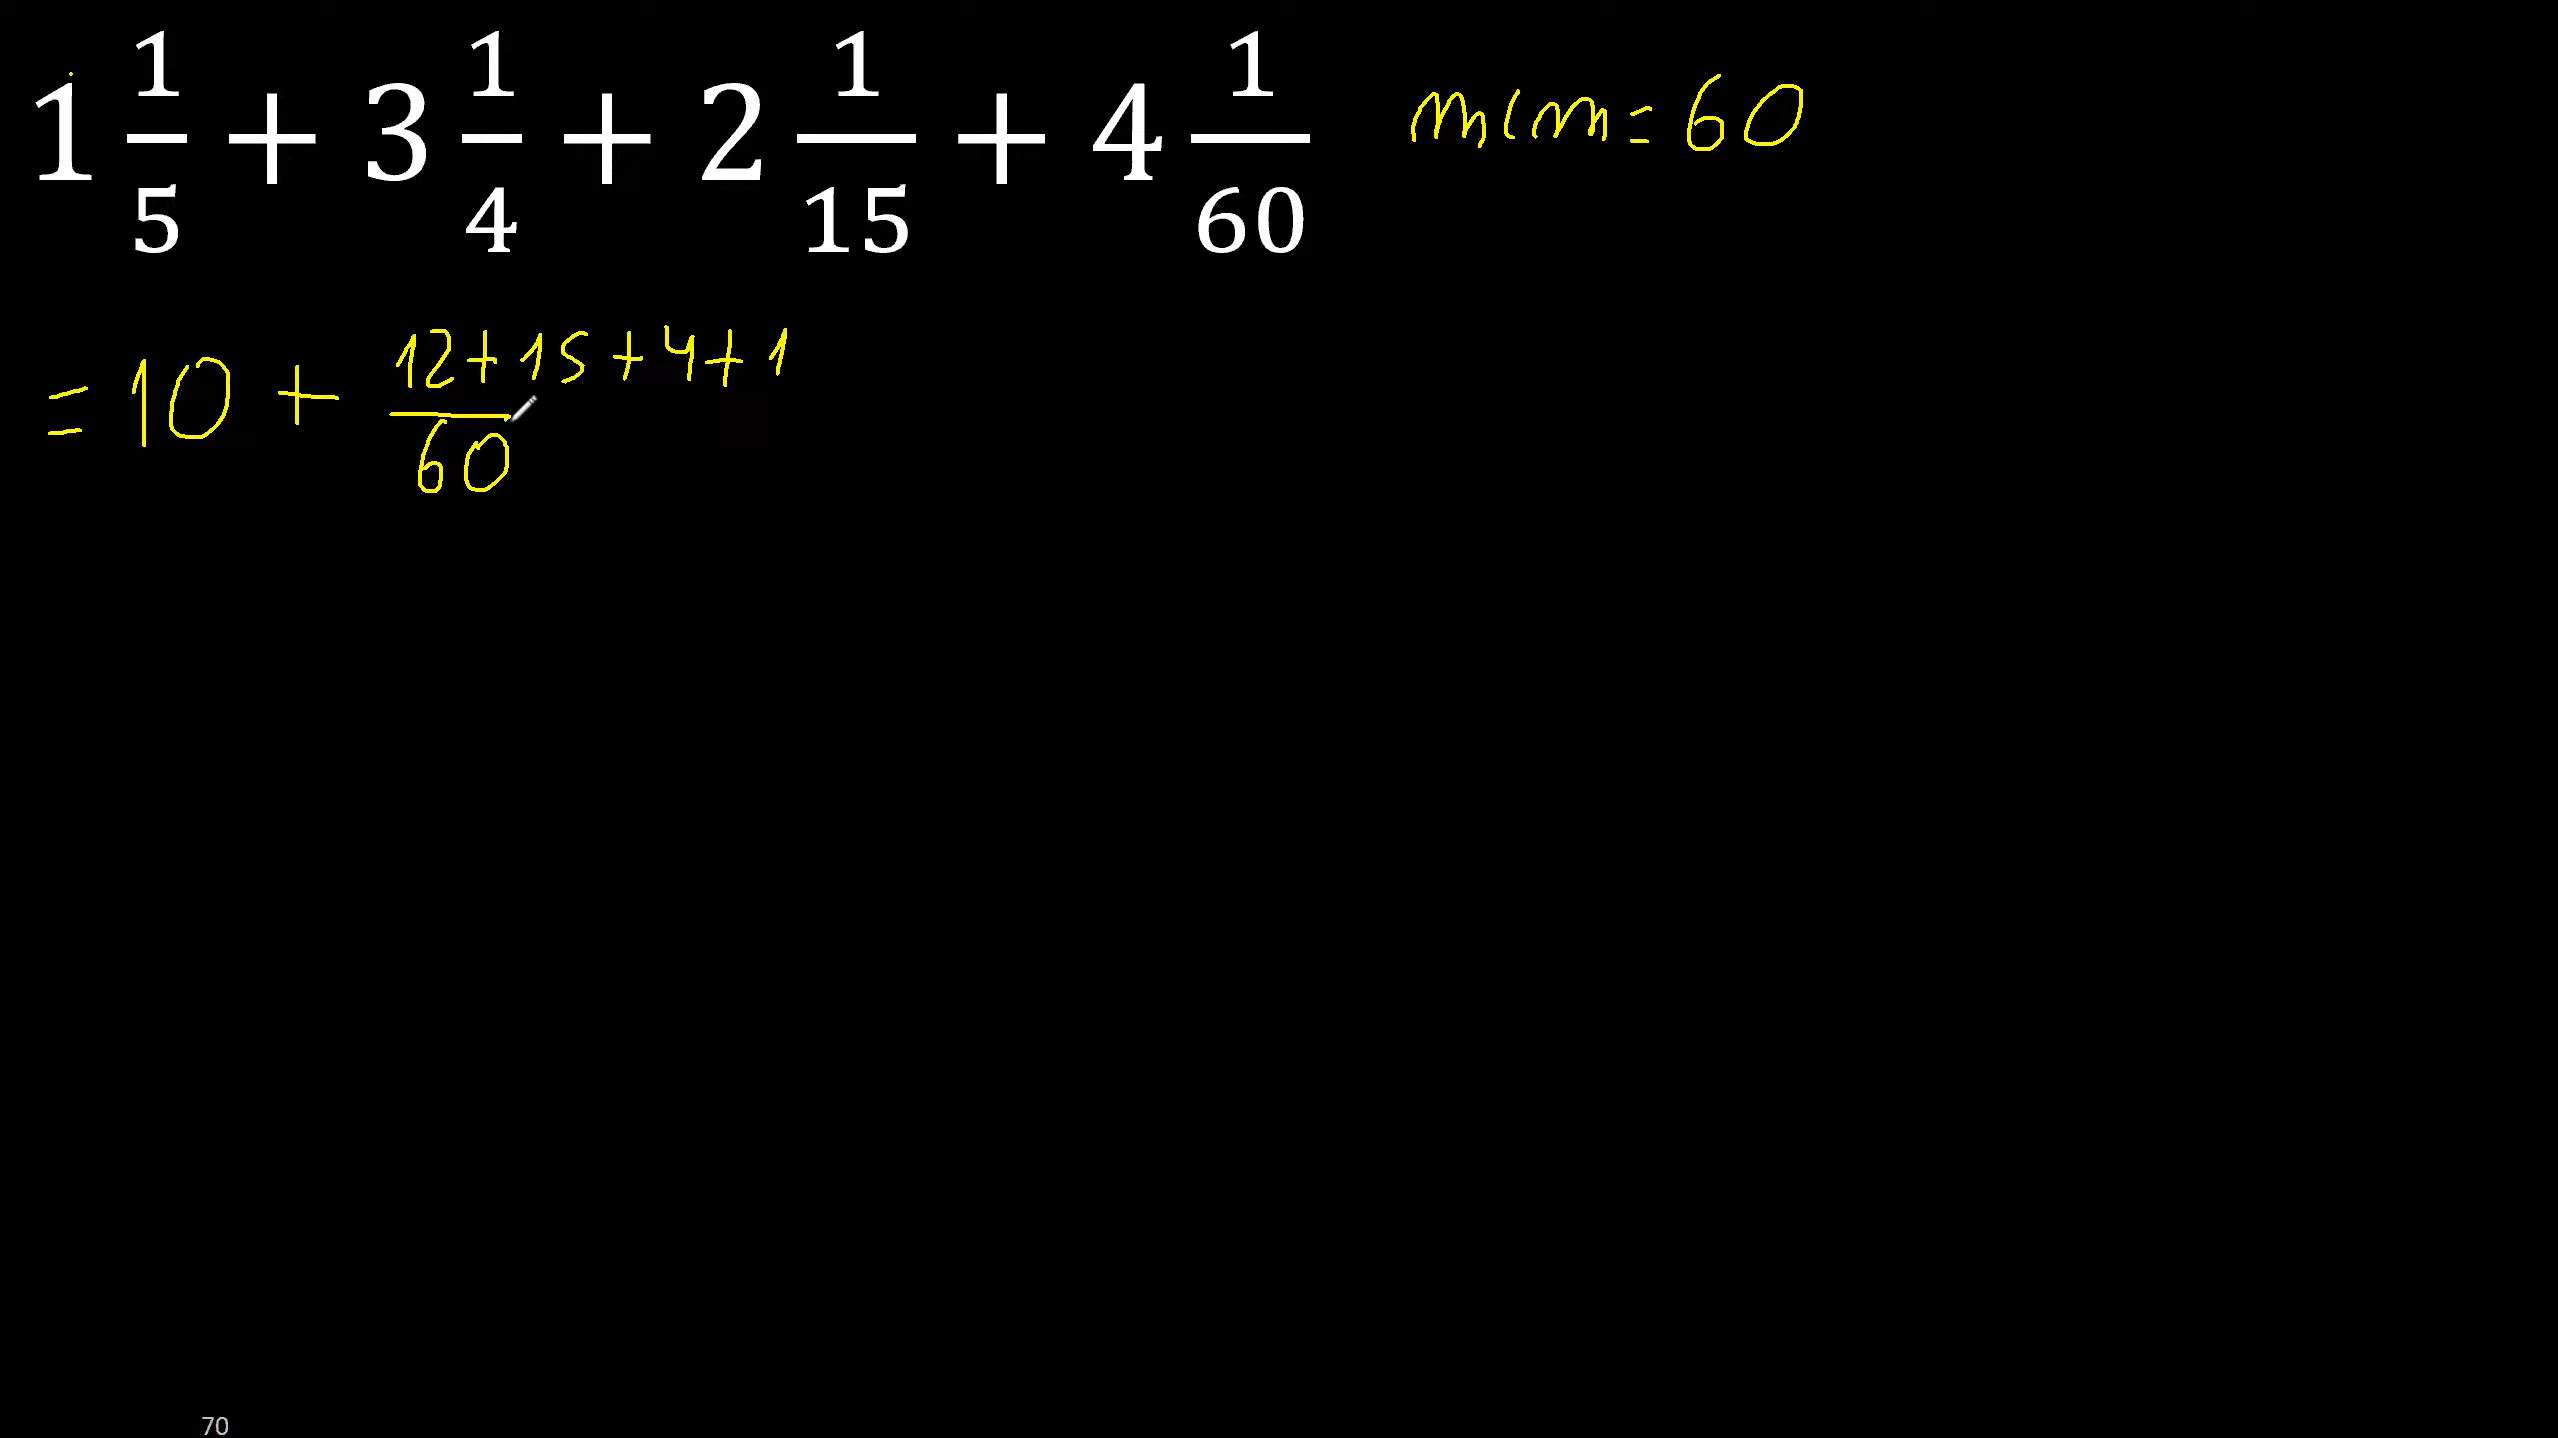 1 1/5 + 3 1/4 + 2 1/15 + 4 1/60 mcm = 60
= 10 + 12+15+4+1/60
70